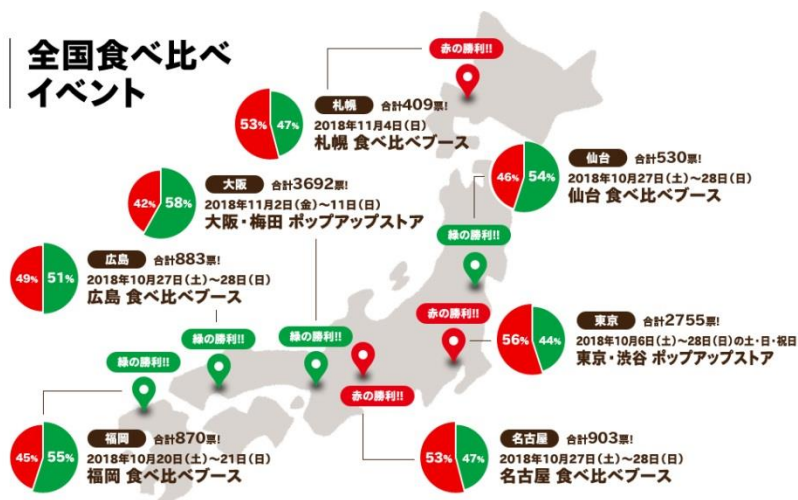 全国食べ比べ
イベント
赤の勝利!!
53% 47%
札幌 合計409票!
2018年11月4日(日)
札幌 食べ比べブース
46% 54%
仙台 合計530票!
2018年10月27日(土)~28日(日)
仙台 食べ比べブース
緑の勝利!!
42% 58%
大阪 合計3692票!
2018年11月2日(金)~11日(日)
大阪・梅田 ポップアップストア
49% 51%
広島 合計883票!
2018年10月27日(土)~28日(日)
広島 食べ比べブース
赤の勝利!!
56% 44%
東京 合計2755票!
2018年10月6日(土)~28日(日)の土・日・祝日
東京・渋谷 ポップアップストア
緑の勝利!!
緑の勝利!!
緑の勝利!!
赤の勝利!!
45% 55%
福岡 合計870票!
2018年10月20日(土)~21日(日)
福岡 食べ比べブース
53% 47%
名古屋 合計903票!
2018年10月27日(土)~28日(日)
名古屋 食べ比べブース